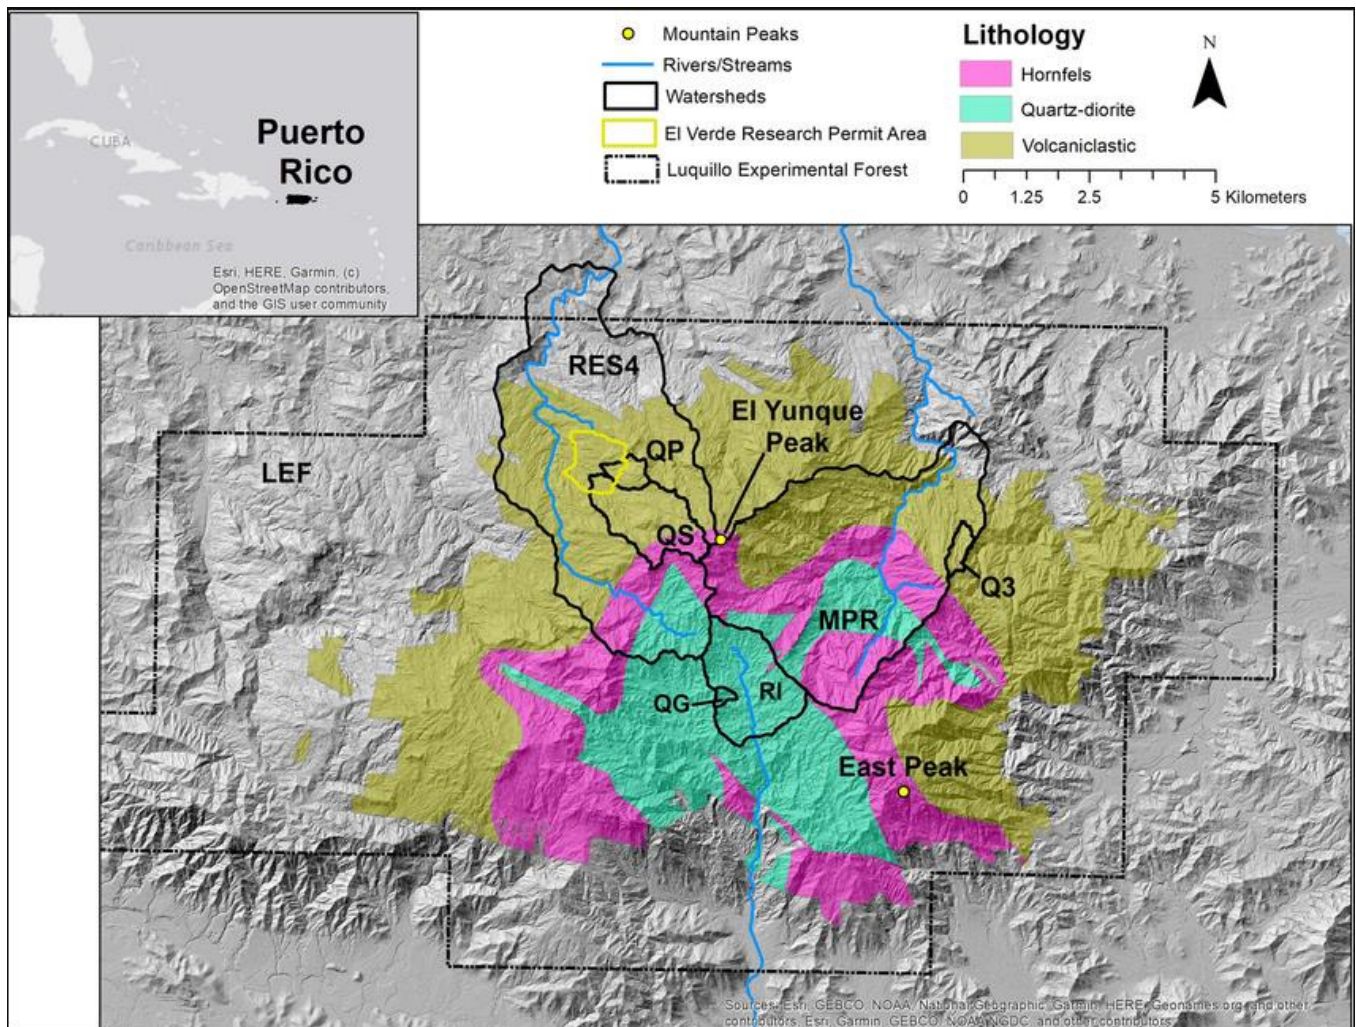 CUBA
Puerto
Rico
Caribbean Sea
Esri, HERE, Garmin, (c)
OpenStreetMap contributors,
and the GIS user community
Mountain Peaks
Rivers/Streams
Watersheds
El Verde Research Permit Area
Luquillo Experimental Forest
Lithology
Hornfels
Quartz-diorite
Volcaniclastic
N
0 1.25 2.5 5 Kilometers
RES4
El Yunque
Peak
LEF
QP
QS
Q3
MPR
RI
QG
East Peak
Sources: Esri, GEBCO, NOAA, National Geographic, Garmin, HERE, Geonames.org, and other
contributors, Esri, Garmin, GEBCO, NOAA NGDC, and other contributors